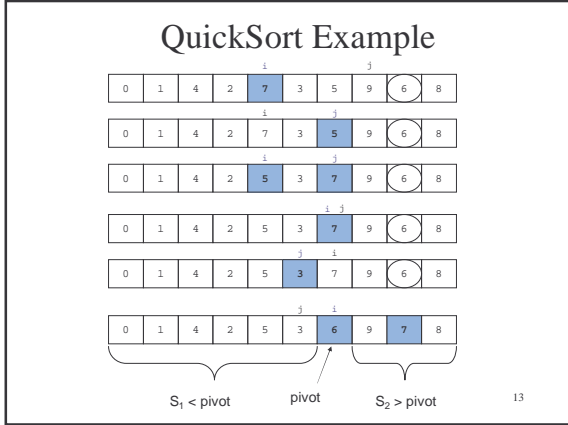 QuickSort Example
i j
0 1 4 2 7 3 5 9 6 8
i j
0 1 4 2 7 3 5 9 6 8
i j
0 1 4 2 5 3 7 9 6 8
i j
0 1 4 2 5 3 7 9 6 8
j i
0 1 4 2 5 3 7 9 6 8
j i
0 1 4 2 5 3 6 9 7 8
S₁ < pivot pivot S₂ > pivot 13